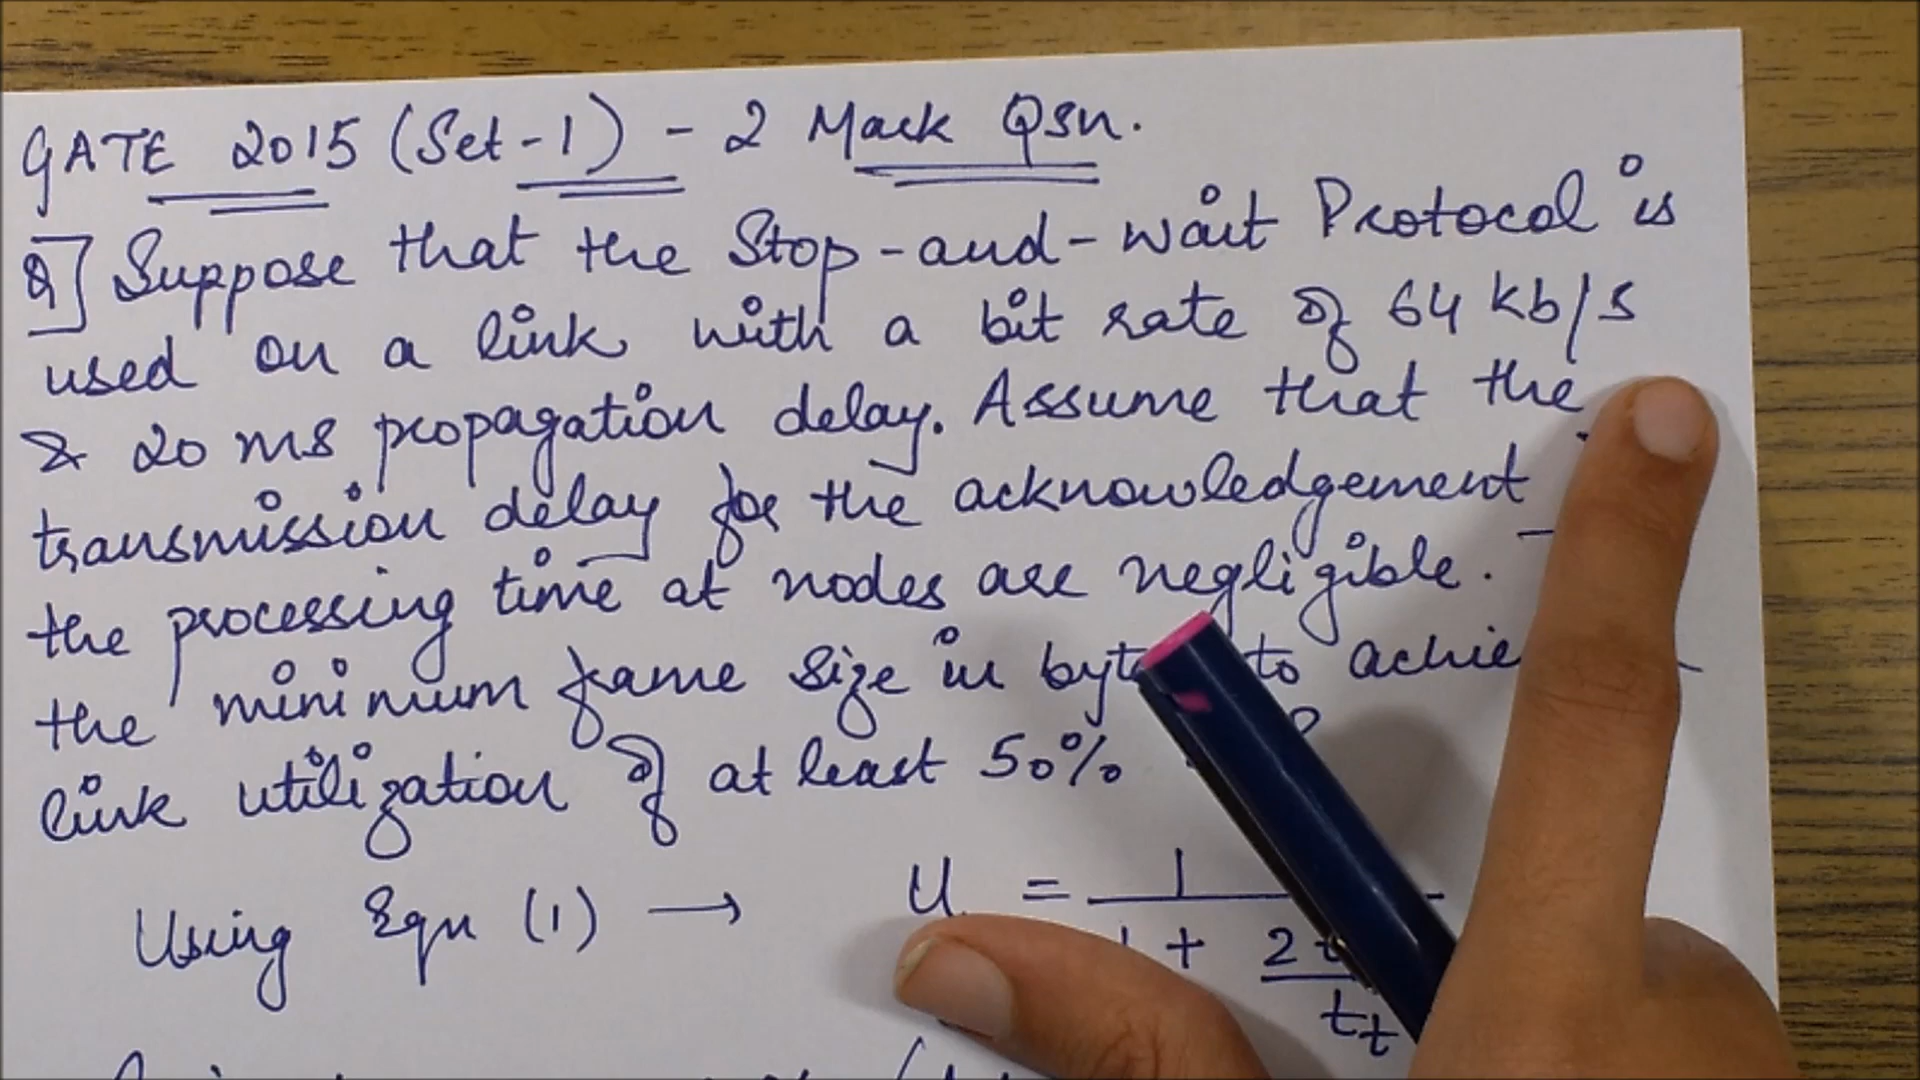 GATE 2015 (Set-1) - 2 Mark Qsn.
Q] Suppose that the Stop-and-wait Protocol is
used on a link with a bit rate of 64 kb/s
& 20 ms propagation delay. Assume that the
transmission delay for the acknowledgement
the processing time at nodes are negligible.
the minimum frame size in to
link utilization of at least 50% ?
Using Eqn (1) → U = 1
1 + 2
tt